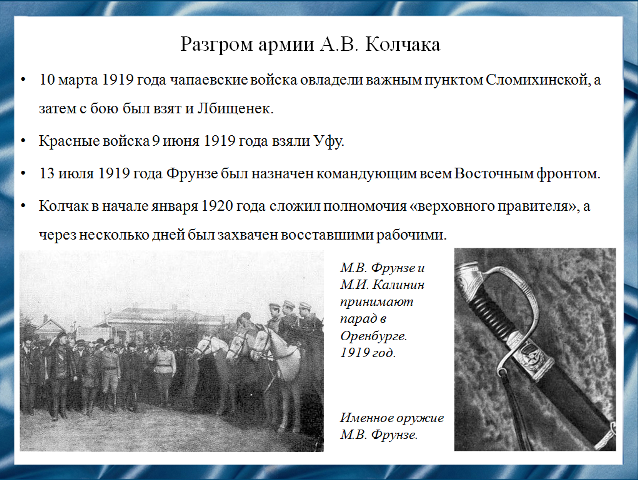 Разгром армии А.В. Колчака
• 10 марта 1919 года чапаевские войска овладели важным пунктом Сломихинской, а
затем с бою был взят и Лбищенек.
• Красные войска 9 июня 1919 года взяли Уфу.
• 13 июля 1919 года Фрунзе был назначен командующим всем Восточным фронтом.
• Колчак в начале января 1920 года сложил полномочия «верховного правителя», а
через несколько дней был захвачен восставшими рабочими.
М.В. Фрунзе и
М.И. Калинин
принимают
парад в
Оренбурге.
1919 год.
Именное оружие
М.В. Фрунзе.